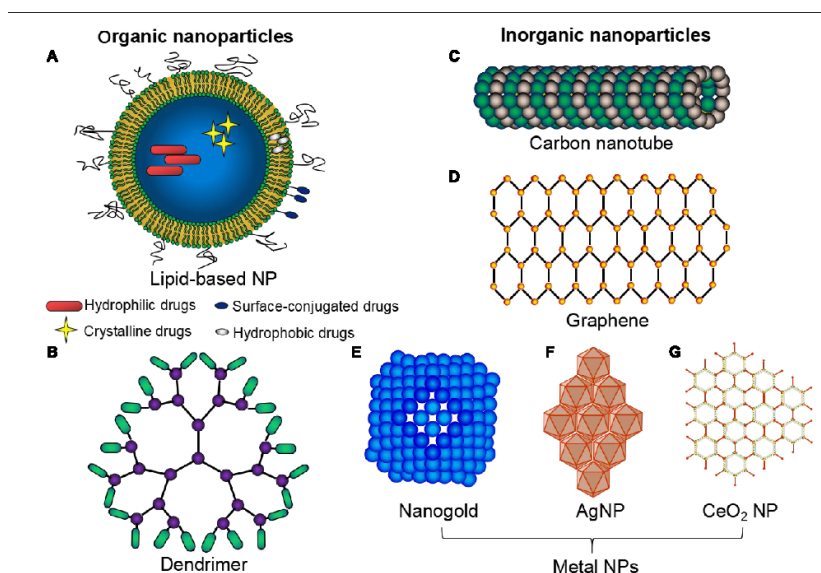 Organic nanoparticles
A
Lipid-based NP
Hydrophilic drugs
Surface-conjugated drugs
Crystalline drugs
Hydrophobic drugs
B
Dendrimer
Inorganic nanoparticles
C
Carbon nanotube
D
Graphene
E
F
G
Nanogold
AgNP
CeO₂ NP
Metal NPs